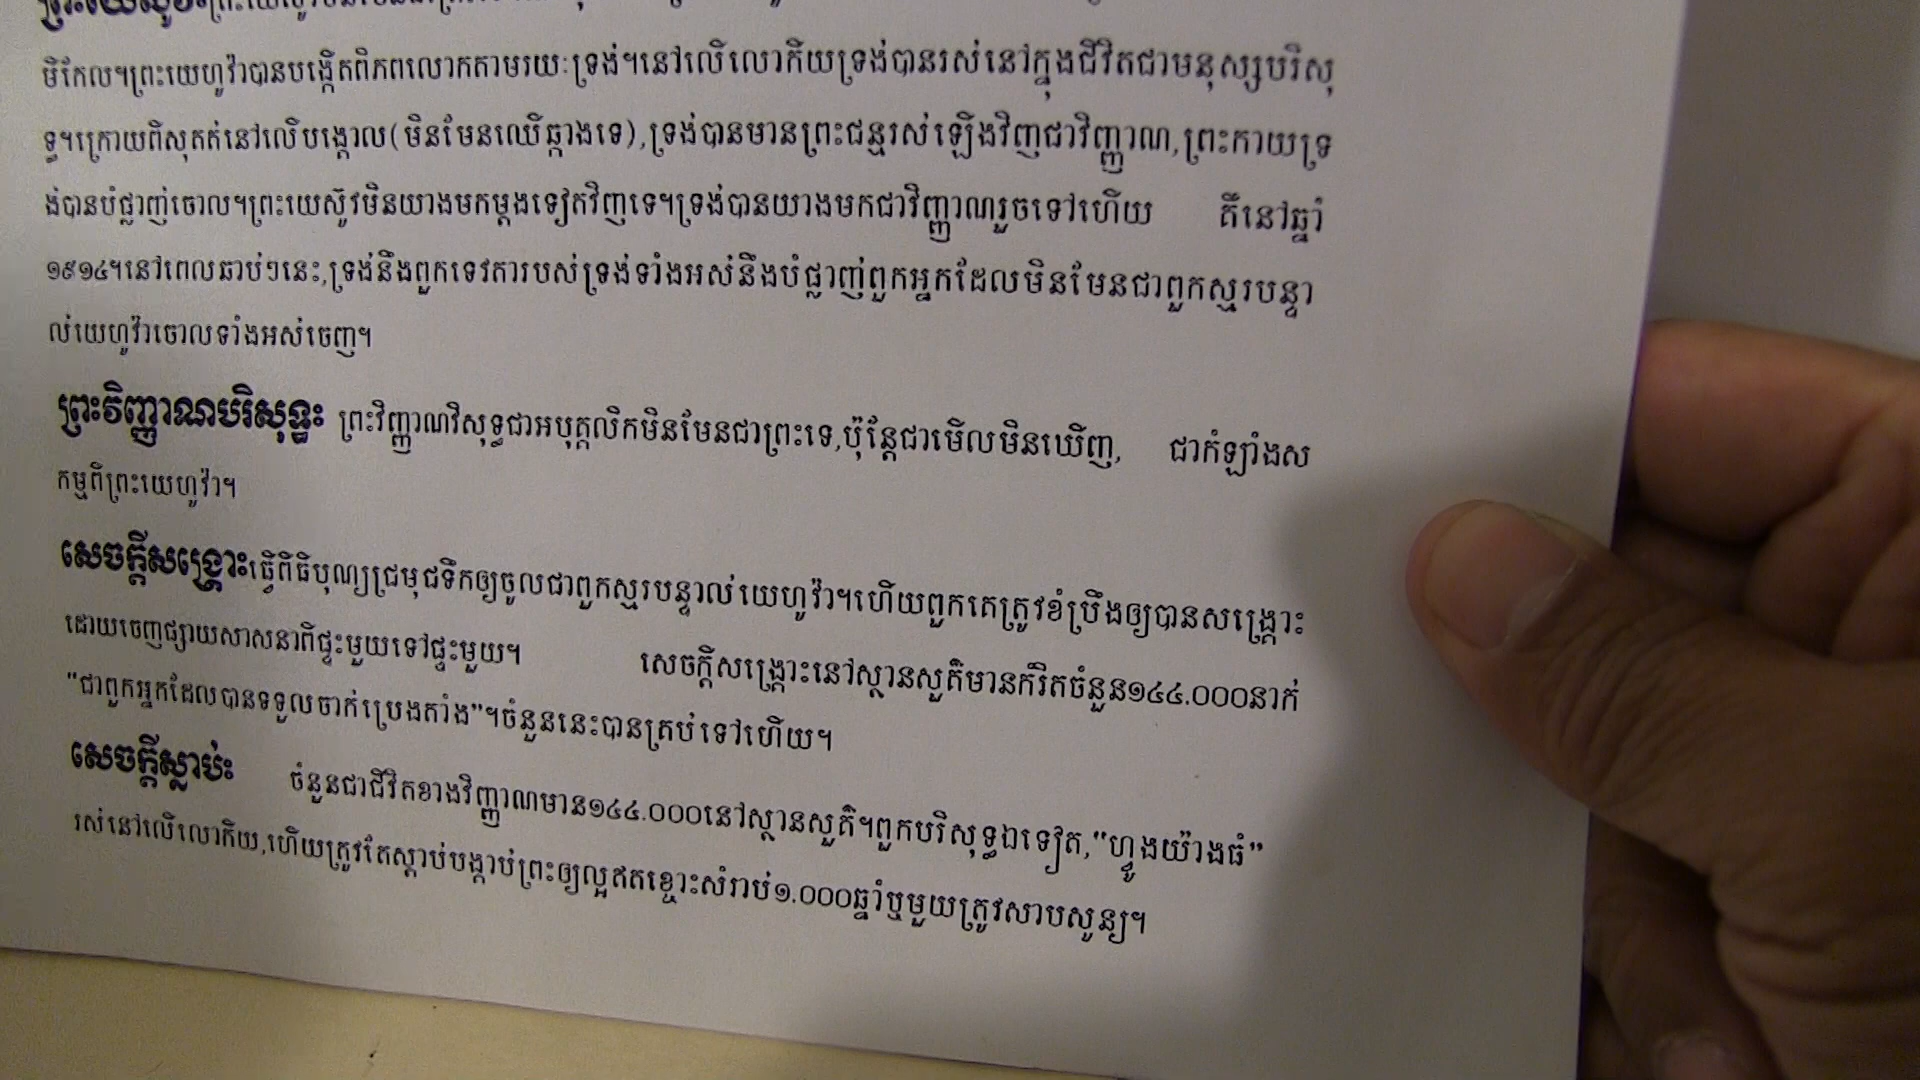 ព្រះយេស៊ូវះព្រះយេស៊ូវមិនមែនជាព្រះ
មិកែល។ព្រះយេហូវ៉ាបានបង្កើតពិភពលោកតាមរយៈទ្រង់។នៅលើលោកីយទ្រង់បានរស់នៅក្នុងជីវិតជាមនុស្សបរិសុ
ទ្ធ។ក្រោយពីសុគត់នៅលើបង្គោល(មិនមែនឈើឆ្កាងទេ),ទ្រង់បានមានព្រះជន្មរស់ឡើងវិញជាវិញ្ញាណ,ព្រះកាយទ្រ
ង់បានបំផ្លាញ់ចោល។ព្រះយេស៊ូវមិនយាងមកម្តងទៀតវិញទេ។ទ្រង់បានយាងមកជាវិញ្ញាណរួចទៅហើយ គឺនៅឆ្នាំ
១៩១៤។នៅពេលឆាប់ៗនេះ,ទ្រង់នឹងពួកទេវតារបស់ទ្រង់ទាំងអស់នឹងបំផ្លាញ់ពួកអ្នកដែលមិនមែនជាពួកស្មរបន្ទា
ល់យេហូវ៉ាចោលទាំងអស់ចេញ។
ព្រះវិញ្ញាណបរិសុទ្ធះ ព្រះវិញ្ញាណវិសុទ្ធជាអបុគ្គលិកមិនមែនជាព្រះទេ,ប៉ុន្តែជាមើលមិនឃើញ, ជាកំឡាំងស
កម្មពីព្រះយេហូវ៉ា។
សេចក្តីសង្គ្រោះធ្វើពិធិបុណ្យជ្រមុជទឹកឲ្យចូលជាពួកស្មរបន្ទាល់យេហូវ៉ា។ហើយពួកគេត្រូវខំប្រឹងឲ្យបានសង្គ្រោះ
ដោយចេញផ្សាយសាសនាពីផ្ទះមួយទៅផ្ទះមួយ។ សេចក្តីសង្គ្រោះនៅស្ថានសួគ៌មានកំរិតចំនួន១៤៤.០០០នាក់
“ជាពួកអ្នកដែលបានទទួលចាក់ប្រេងតាំង”។ចំនួននេះបានគ្រប់ទៅហើយ។
សេចក្តីស្លាប់ះ ចំនួនជាជីវិតខាងវិញ្ញាណមាន១៤៤.០០០នៅស្ថានសួគ៌។ពួកបរិសុទ្ធឯទៀត,“ហ្វូងយ៉ាងធំ”
រស់នៅលើលោកីយ,ហើយត្រូវតែស្តាប់បង្គាប់ព្រះឲ្យល្អឥតខ្ចោះសំរាប់១.០០០ឆ្នាំឬមួយត្រូវសាបសូន្យ។